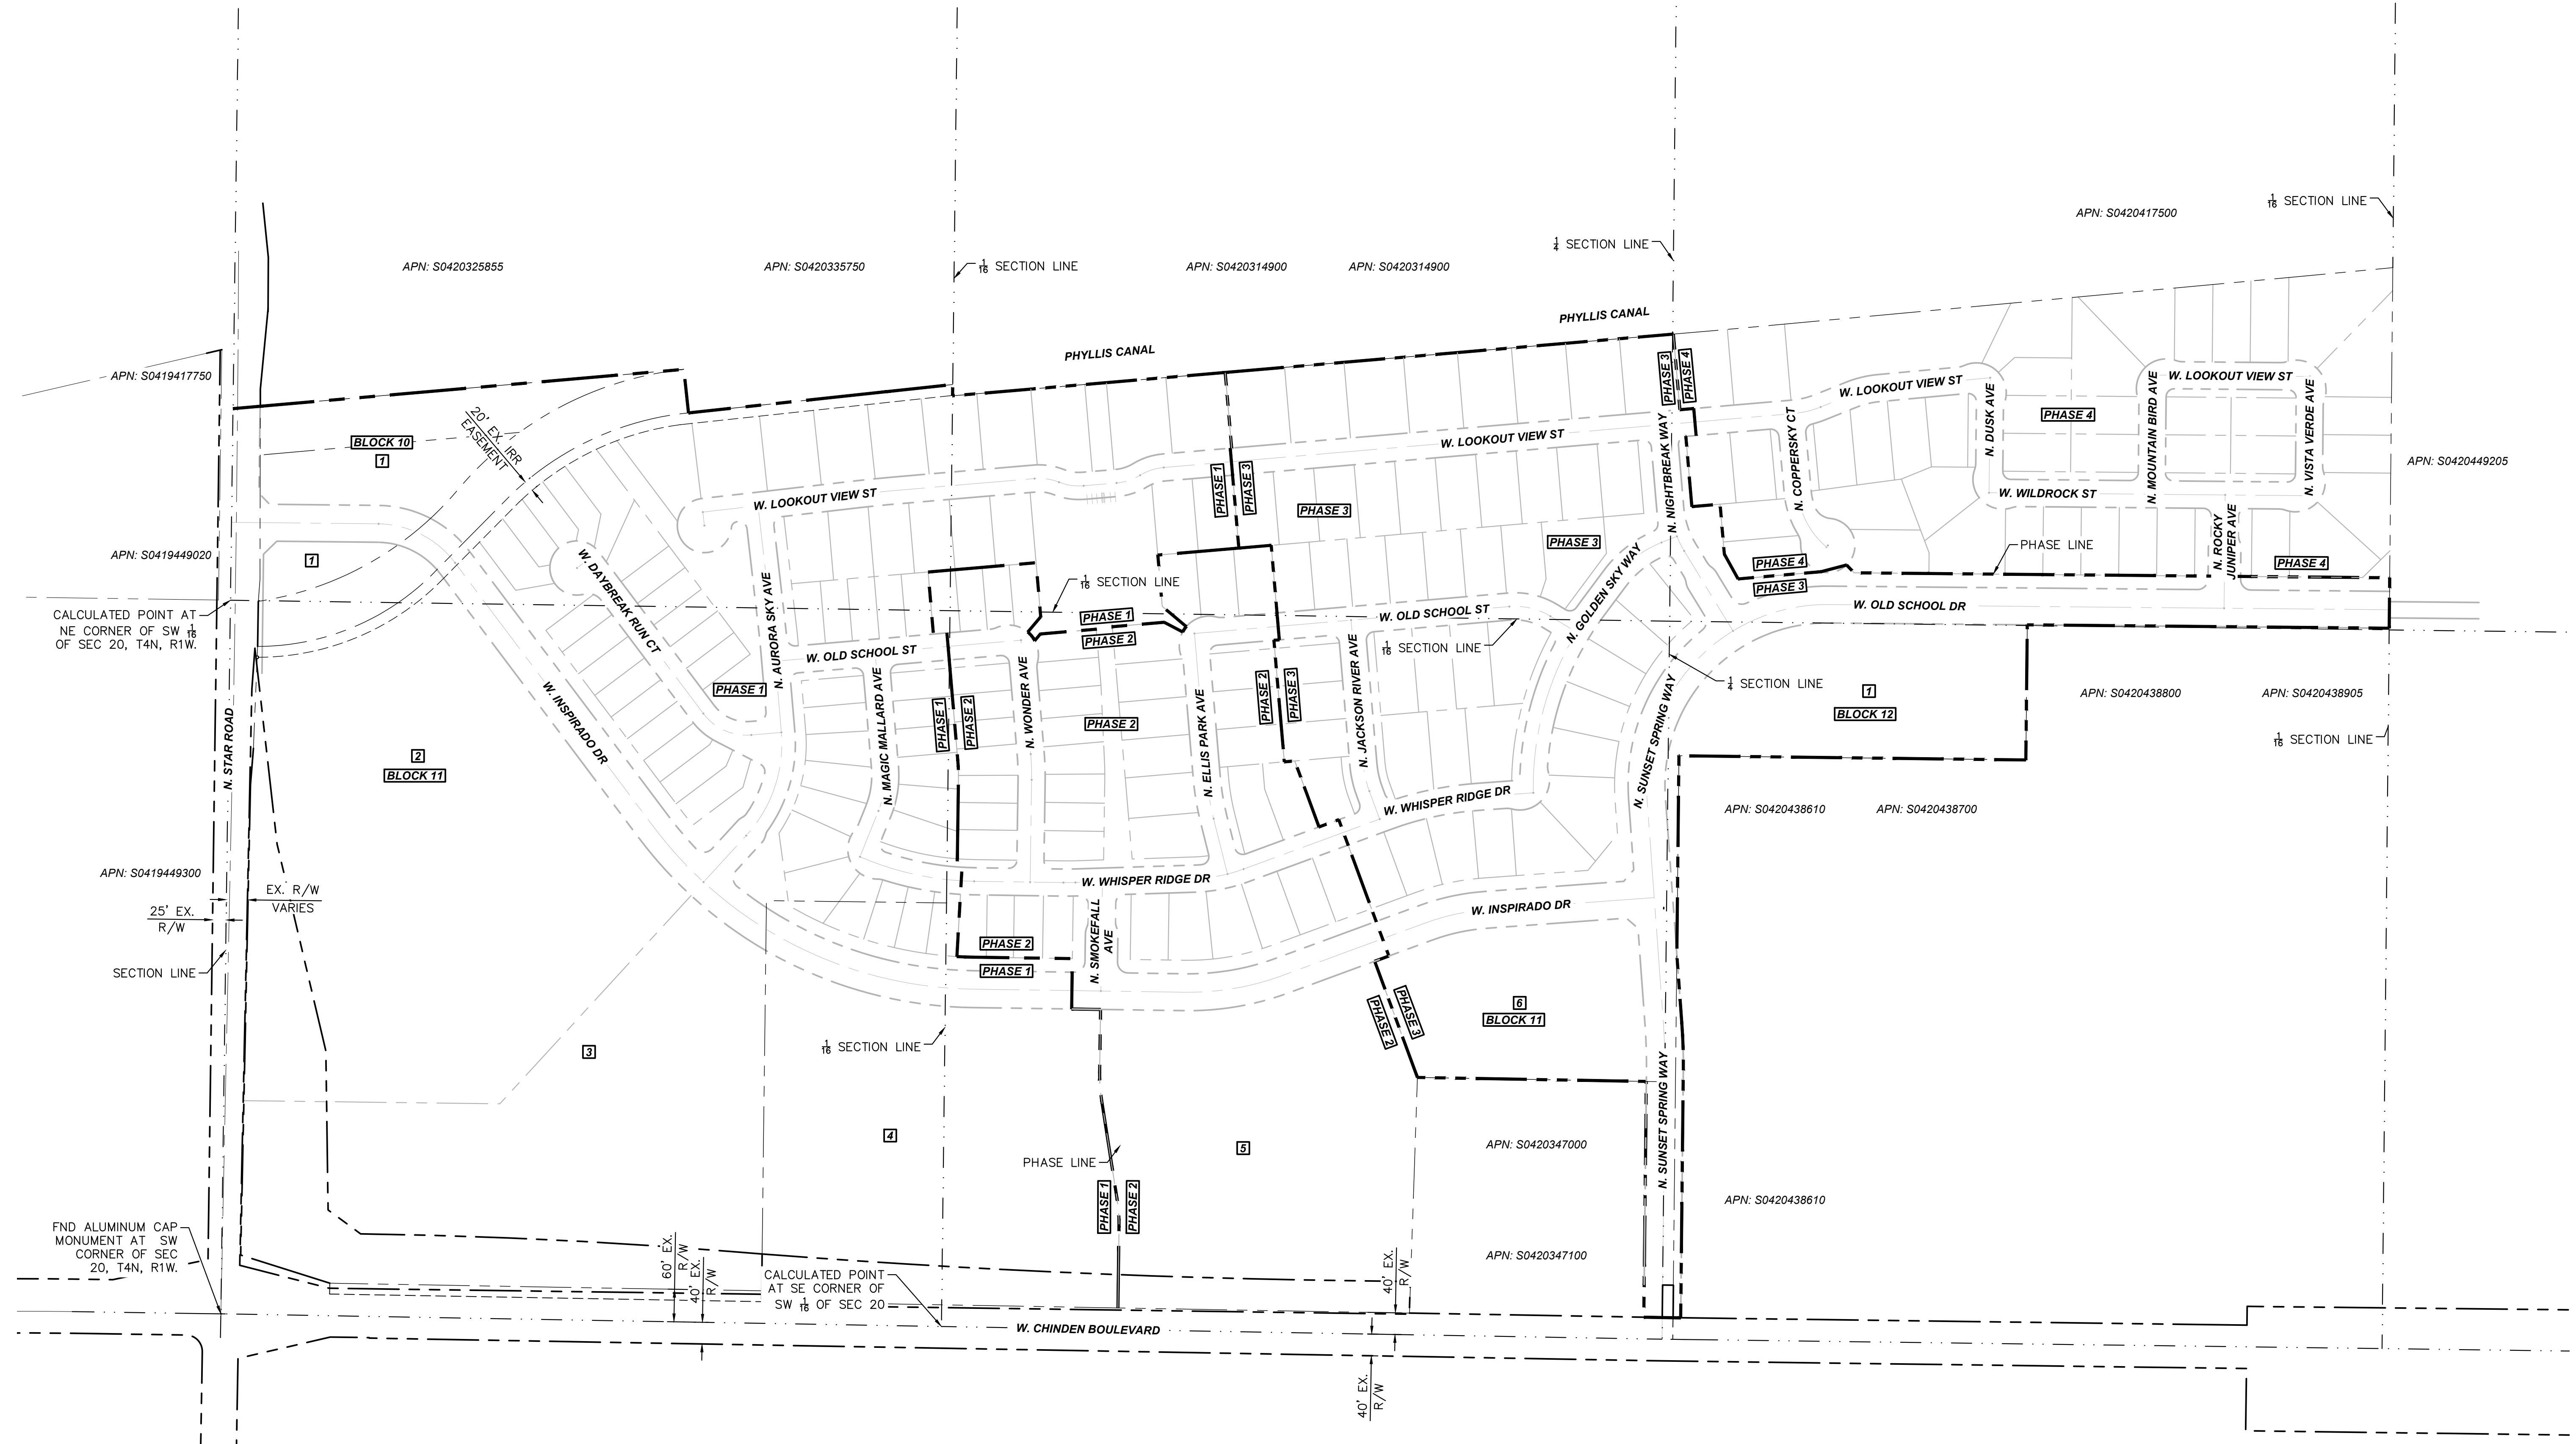 APN: S0420417500
1/16 SECTION LINE
1/4 SECTION LINE
APN: S0420325855
APN: S0420335750
1/16 SECTION LINE
APN: S0420314900
APN: S0420314900
PHYLLIS CANAL
PHYLLIS CANAL
APN: S0419417750
PHASE 3
PHASE 4
W. LOOKOUT VIEW ST
W. LOOKOUT VIEW ST
20' EX. IRR
EASEMENT
BLOCK 10
1
W. LOOKOUT VIEW ST
N. NIGHTBREAK WAY
N. COPPERSKY CT
N. DUSK AVE
PHASE 4
N. MOUNTAIN BIRD AVE
N. VISTA VERDE AVE
APN: S0420449205
W. LOOKOUT VIEW ST
PHASE 1
PHASE 3
PHASE 3
W. WILDROCK ST
APN: S0419449020
1
W. DAYBREAK RUN CT
N. AURORA SKY AVE
1/16 SECTION LINE
PHASE 3
N. GOLDEN SKY WAY
PHASE 4
PHASE 3
PHASE LINE
N. ROCKY
JUNIPER AVE
PHASE 4
CALCULATED POINT AT
NE CORNER OF SW 1/16
OF SEC 20, T4N, R1W.
PHASE 1
PHASE 2
W. OLD SCHOOL ST
W. OLD SCHOOL DR
W. OLD SCHOOL ST
1/16 SECTION LINE
PHASE 1
N. MAGIC MALLARD AVE
PHASE 1
PHASE 2
N. WONDER AVE
PHASE 2
N. ELLIS PARK AVE
PHASE 2
PHASE 3
N. JACKSON RIVER AVE
N. SUNSET SPRING WAY
1/4 SECTION LINE
1
BLOCK 12
APN: S0420438800
APN: S0420438905
1/16 SECTION LINE
N. STAR ROAD
W. INSPIRADO DR
2
BLOCK 11
W. WHISPER RIDGE DR
APN: S0420438610
APN: S0420438700
APN: S0419449300
W. WHISPER RIDGE DR
EX. R/W
VARIES
25' EX.
R/W
W. INSPIRADO DR
PHASE 2
PHASE 1
N. SMOKEFALL
AVE
SECTION LINE
6
BLOCK 11
PHASE 2
PHASE 3
1/16 SECTION LINE
3
4
PHASE LINE
5
APN: S0420347000
N. SUNSET SPRING WAY
PHASE 1
PHASE 2
APN: S0420438610
FND ALUMINUM CAP
MONUMENT AT SW
CORNER OF SEC
20, T4N, R1W.
60' EX.
R/W
40' EX.
R/W
CALCULATED POINT
AT SE CORNER OF
SW 1/16 OF SEC 20
40' EX.
R/W
APN: S0420347100
W. CHINDEN BOULEVARD
40' EX.
R/W